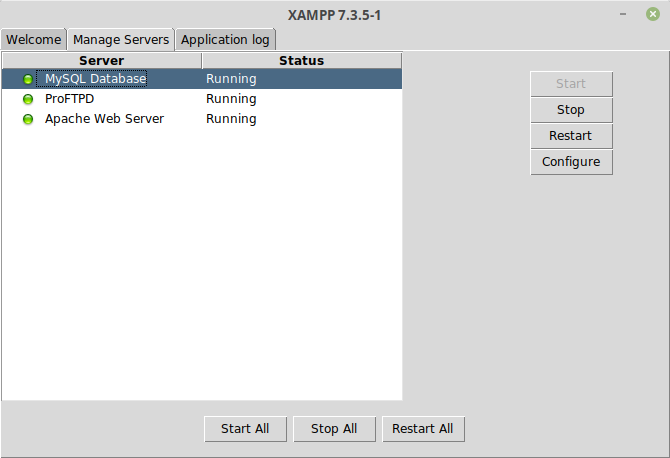 XAMPP 7.3.5-1
Welcome Manage Servers Application log
Server Status
MySQL Database Running
ProFTPD Running
Apache Web Server Running
Start
Stop
Restart
Configure
Start All Stop All Restart All